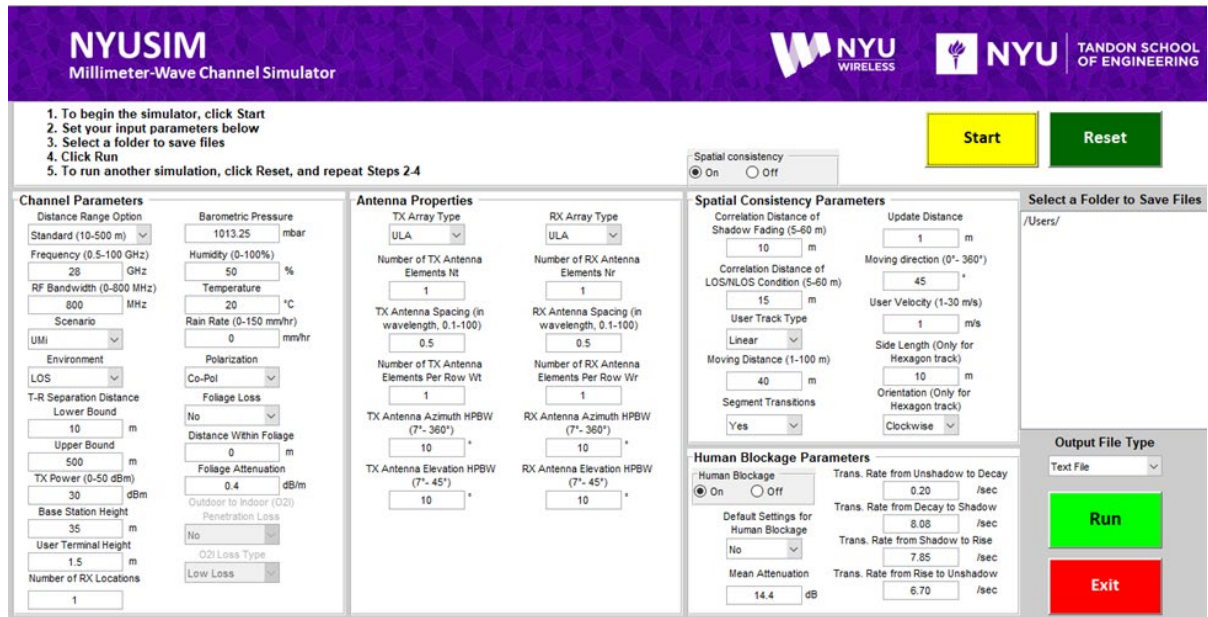 NYUSIM
Millimeter-Wave Channel Simulator
NYU
WIRELESS
NYU
TANDON SCHOOL
OF ENGINEERING
1. To begin the simulator, click Start
2. Set your input parameters below
3. Select a folder to save files
4. Click Run
5. To run another simulation, click Reset, and repeat Steps 2-4
Spatial consistency
On Off
Start
Reset
Channel Parameters
Distance Range Option
Standard (10-500 m)
Frequency (0.5-100 GHz)
28 GHz
RF Bandwidth (0-800 MHz)
800 MHz
Scenario
UMi
Environment
LOS
T-R Separation Distance
Lower Bound
10 m
Upper Bound
500 m
TX Power (0-50 dBm)
30 dBm
Base Station Height
35 m
User Terminal Height
1.5 m
Number of RX Locations
1
Barometric Pressure
1013.25 mbar
Humidity (0-100%)
50 %
Temperature
20 °C
Rain Rate (0-150 mm/hr)
0 mm/hr
Polarization
Co-Pol
Foliage Loss
No
Distance Within Foliage
0 m
Foliage Attenuation
0.4 dB/m
Outdoor to Indoor (O2I)
Penetration Loss
No
O2I Loss Type
Low Loss
Antenna Properties
TX Array Type
ULA
Number of TX Antenna
Elements Nt
1
TX Antenna Spacing (in
wavelength, 0.1-100)
0.5
Number of TX Antenna
Elements Per Row Wt
1
TX Antenna Azimuth HPBW
(7°- 360°)
10 °
TX Antenna Elevation HPBW
(7°- 45°)
10 °
RX Array Type
ULA
Number of RX Antenna
Elements Nr
1
RX Antenna Spacing (in
wavelength, 0.1-100)
0.5
Number of RX Antenna
Elements Per Row Wr
1
RX Antenna Azimuth HPBW
(7°- 360°)
10 °
RX Antenna Elevation HPBW
(7°- 45°)
10 °
Spatial Consistency Parameters
Correlation Distance of
Shadow Fading (5-60 m)
10 m
Correlation Distance of
LOS/NLOS Condition (5-60 m)
15 m
User Track Type
Linear
Moving Distance (1-100 m)
40 m
Segment Transitions
Yes
Update Distance
1 m
Moving direction (0°- 360°)
45 °
User Velocity (1-30 m/s)
1 m/s
Side Length (Only for
Hexagon track)
10 m
Orientation (Only for
Hexagon track)
Clockwise
Human Blockage Parameters
Human Blockage
On Off
Default Settings for
Human Blockage
No
Mean Attenuation
14.4 dB
Trans. Rate from Unshadow to Decay
0.20 /sec
Trans. Rate from Decay to Shadow
8.08 /sec
Trans. Rate from Shadow to Rise
7.85 /sec
Trans. Rate from Rise to Unshadow
6.70 /sec
Select a Folder to Save Files
/Users/
Output File Type
Text File
Run
Exit